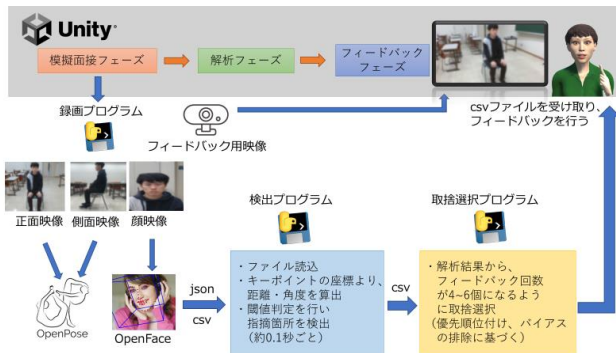 Unity
模擬面接フェーズ
解析フェーズ
フィードバック
フェーズ
録画プログラム
フィードバック用映像
csvファイルを受け取り、
フィードバックを行う
正面映像
側面映像
顔映像
検出プログラム
取捨選択プログラム
OpenPose
OpenFace
json
csv
・ファイル読込
・キーポイントの座標より、
距離・角度を算出
・閾値判定を行い
指摘箇所を検出
(約0.1秒ごと)
csv
・解析結果から、
フィードバック回数
が4~6個になるよう
に取捨選択
(優先順位付け、バイアス
の排除に基づく)